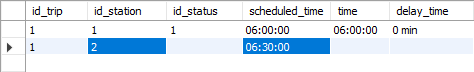 id_trip id_station id_status scheduled_time time delay_time
1 1 1 06:00:00 06:00:00 0 min
1 2 06:30:00